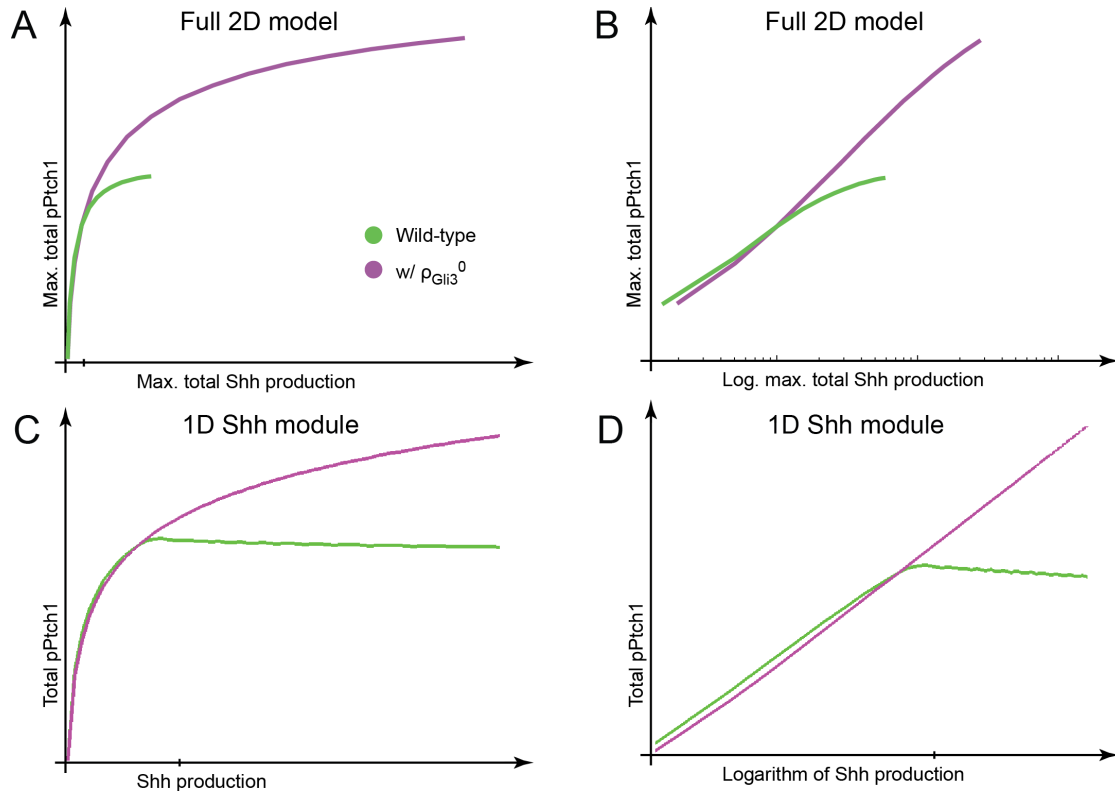 A
Full 2D model
Max. total pPtch1
Wild-type
w/ ρGli3⁰
Max. total Shh production
B
Full 2D model
Max. total pPtch1
Log. max. total Shh production
C
1D Shh module
Total pPtch1
Shh production
D
1D Shh module
Total pPtch1
Logarithm of Shh production